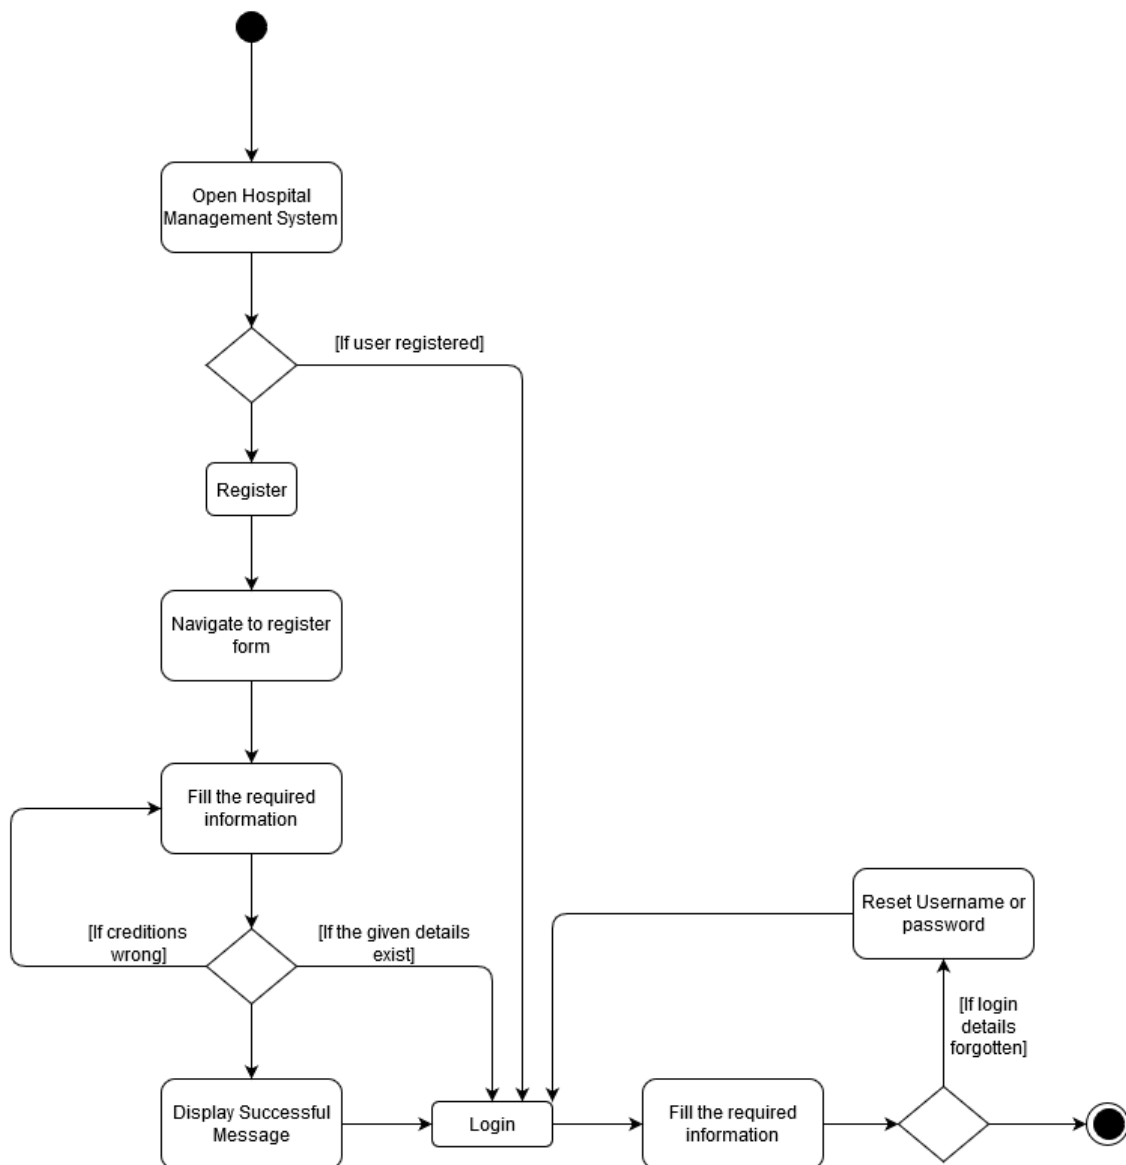 Open Hospital
Management System
[If user registered]
Register
Navigate to register
form
Fill the required
information
[If creditions
wrong]
[If the given details
exist]
Reset Username or
password
[If login
details
forgotten]
Display Successful
Message
Login
Fill the required
information